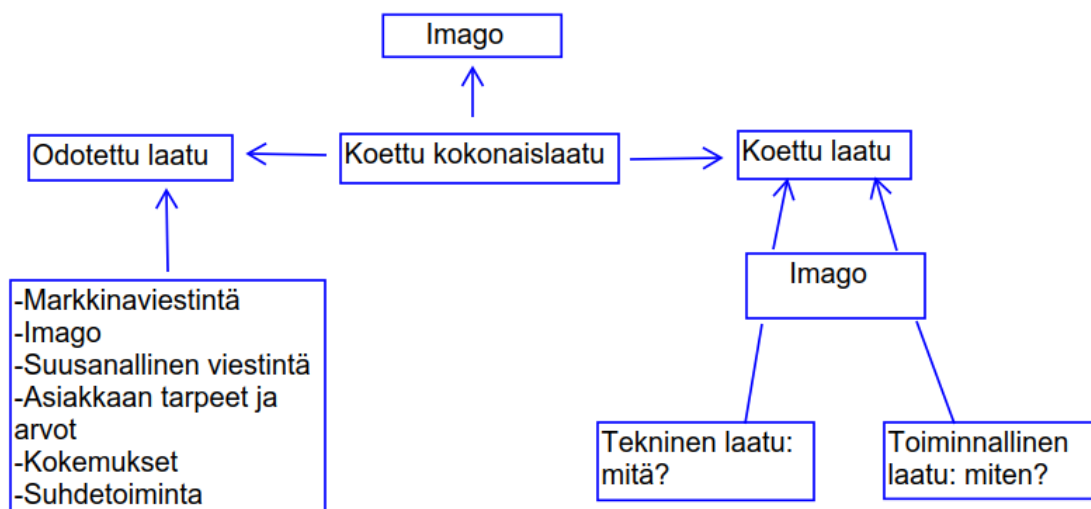 Imago
Odotettu laatu
Koettu kokonaislaatu
Koettu laatu
Imago
-Markkinaviestintä
-Imago
-Suusanallinen viestintä
-Asiakkaan tarpeet ja
arvot
-Kokemukset
-Suhdetoiminta
Tekninen laatu:
mitä?
Toiminnallinen
laatu: miten?